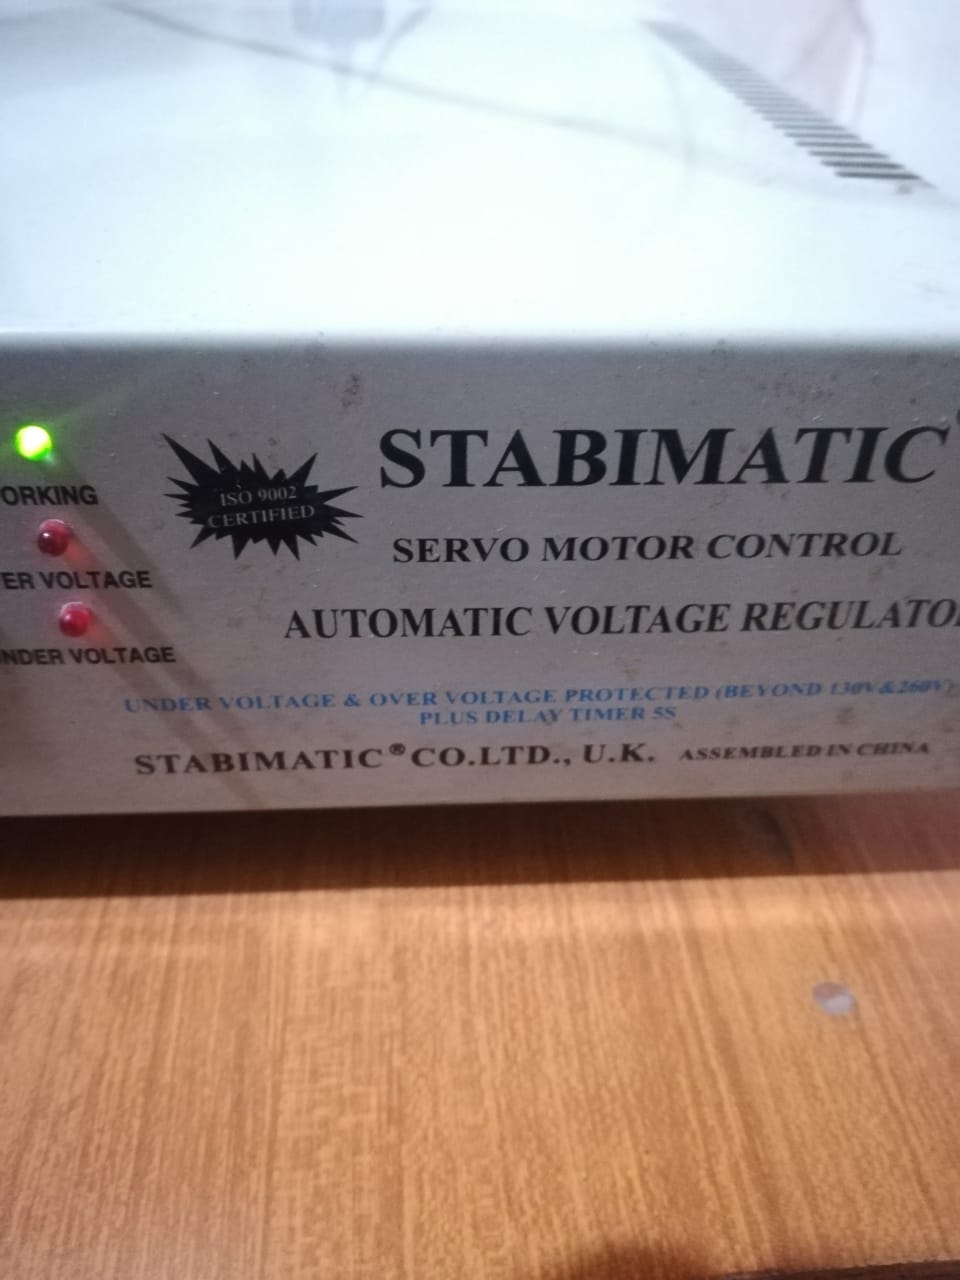 ORKING
ER VOLTAGE
NDER VOLTAGE
ISO 9002
CERTIFIED
STABIMATIC
SERVO MOTOR CONTROL
AUTOMATIC VOLTAGE REGULATO
UNDER VOLTAGE & OVER VOLTAGE PROTECTED (BEYOND 130V&260V)
PLUS DELAY TIMER 5S
STABIMATIC® CO.LTD., U.K. ASSEMBLED IN CHINA